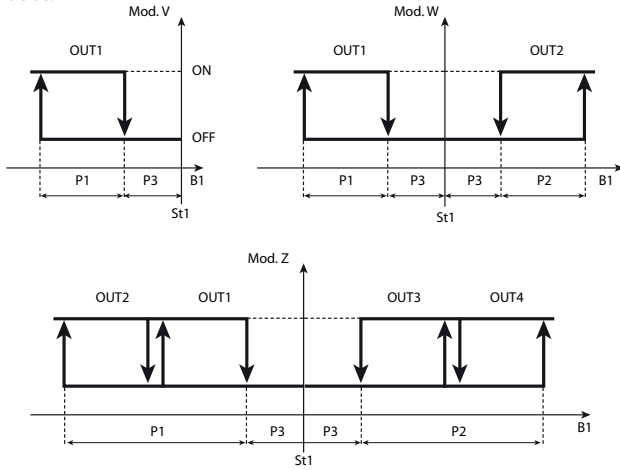 Mod. V
OUT1
ON
OFF
P1 P3 B1
St1
Mod. W
OUT1 OUT2
P1 P3 P3 P2 B1
St1
Mod. Z
OUT2 OUT1 OUT3 OUT4
P1 P3 P3 P2 B1
St1